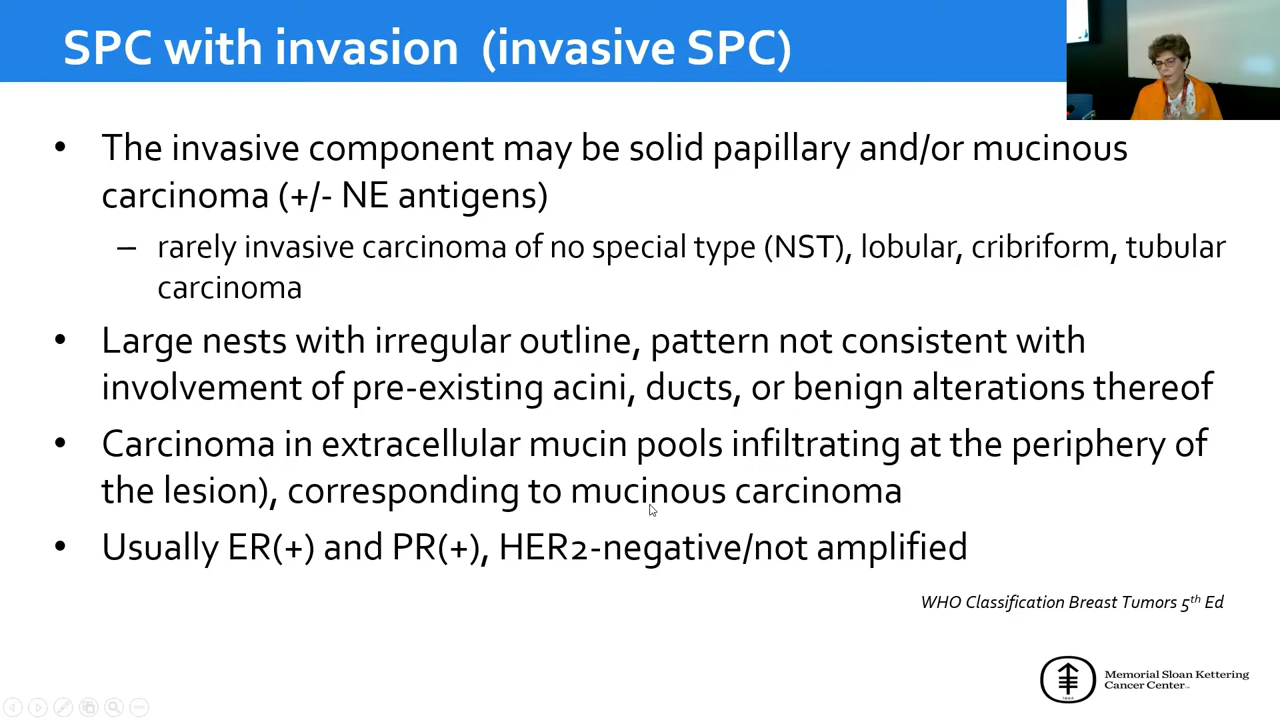 SPC with invasion (invasive SPC)
• The invasive component may be solid papillary and/or mucinous
carcinoma (+/- NE antigens)
– rarely invasive carcinoma of no special type (NST), lobular, cribriform, tubular
carcinoma
• Large nests with irregular outline, pattern not consistent with
involvement of pre-existing acini, ducts, or benign alterations thereof
• Carcinoma in extracellular mucin pools infiltrating at the periphery of
the lesion), corresponding to mucinous carcinoma
• Usually ER(+) and PR(+), HER2-negative/not amplified
WHO Classification Breast Tumors 5th Ed
Memorial Sloan Kettering
Cancer Center